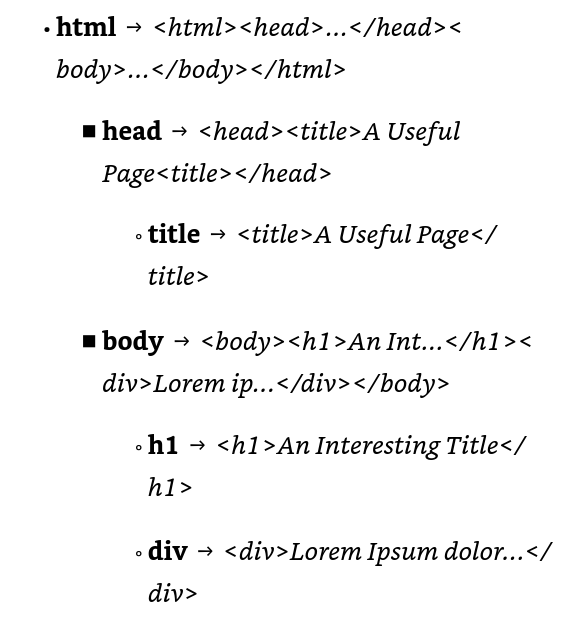 • html → <html><head>...</head><
body>...</body></html>
■ head → <head><title>A Useful
Page<title></head>
◦ title → <title>A Useful Page</
title>
■ body → <body><h1>An Int...</h1><
div>Lorem ip...</div></body>
◦ h1 → <h1>An Interesting Title</
h1>
◦ div → <div>Lorem Ipsum dolor...</
div>